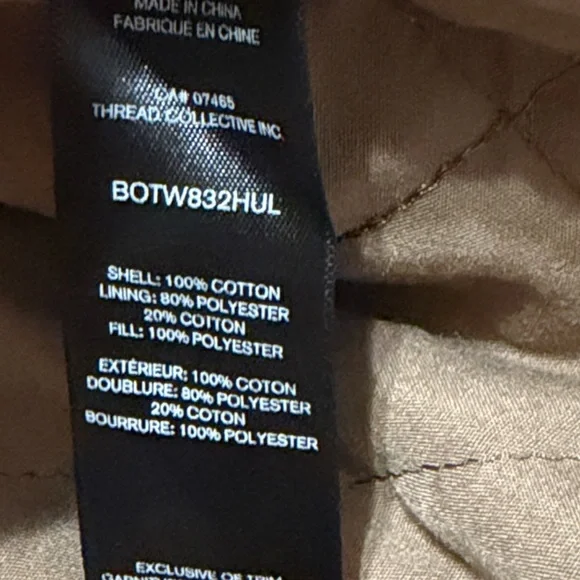 MADE IN CHINA
FABRIQUÉ EN CHINE
CA# 07465
THREAD COLLECTIVE INC.
BOTW832HUL
SHELL: 100% COTTON
LINING: 80% POLYESTER
20% COTTON
FILL: 100% POLYESTER
EXTÉRIEUR: 100% COTON
DOUBLURE: 80% POLYESTER
20% COTON
BOURRURE: 100% POLYESTER
EXCLUSIVE OF TRIM